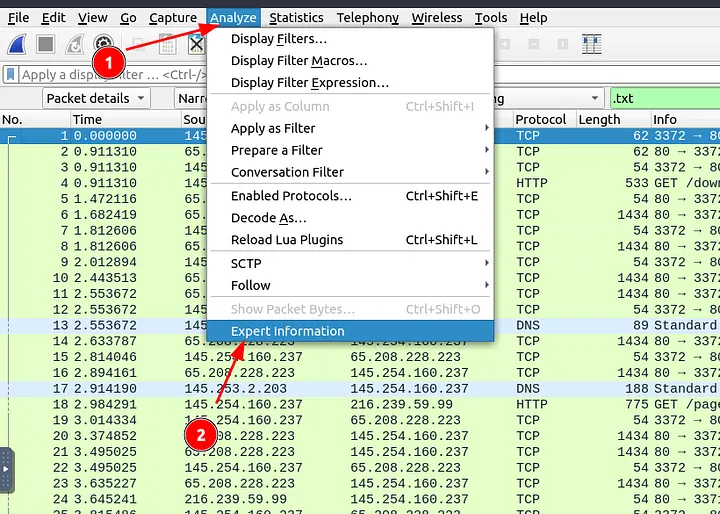 File Edit View Go Capture Analyze Statistics Telephony Wireless Tools Help
1
Display Filters…
Display Filter Macros…
Display Filter Expression…
Apply as Column Ctrl+Shift+I
Apply as Filter
Prepare a Filter
Conversation Filter
Enabled Protocols… Ctrl+Shift+E
Decode As…
Reload Lua Plugins Ctrl+Shift+L
SCTP
Follow
Show Packet Bytes… Ctrl+Shift+O
Expert Information
2
Apply a display filter … <Ctrl-/>
Packet details .txt
No. Time Protocol Length Info
1 0.000000 145 TCP 62 3372 → 80
2 0.911310 65. TCP 62 80 → 3372
3 0.911310 145 TCP 54 3372 → 80
4 0.911310 145 HTTP 533 GET /dow
5 1.472116 65. TCP 54 80 → 3372
6 1.682419 65. TCP 1434 80 → 3372
7 1.812606 145 TCP 54 3372 → 80
8 1.812606 65. TCP 1434 80 → 3372
9 2.012894 145 TCP 54 3372 → 80
10 2.443513 65. TCP 1434 80 → 3372
11 2.553672 65. TCP 1434 80 → 3372
12 2.553672 145 TCP 54 3372 → 80
13 2.553672 145 DNS 89 Standard
14 2.633787 65.208.228.223 145.254.160.237 TCP 1434 80 → 3372
15 2.814046 145.254.160.237 65.208.228.223 TCP 54 3372 → 80
16 2.894161 65.208.228.223 145.254.160.237 TCP 1434 80 → 3372
17 2.914190 145.253.2.203 145.254.160.237 DNS 188 Standard
18 2.984291 145.254.160.237 216.239.59.99 HTTP 775 GET /page
19 3.014334 145.254.160.237 65.208.228.223 TCP 54 3372 → 80
20 3.374852 65.208.228.223 145.254.160.237 TCP 1434 80 → 3372
21 3.495025 65.208.228.223 145.254.160.237 TCP 1434 80 → 3372
22 3.495025 145.254.160.237 65.208.228.223 TCP 54 3372 → 80
23 3.635227 65.208.228.223 145.254.160.237 TCP 1434 80 → 3372
24 3.645241 216.239.59.99 145.254.160.237 TCP 54 80 → 3371